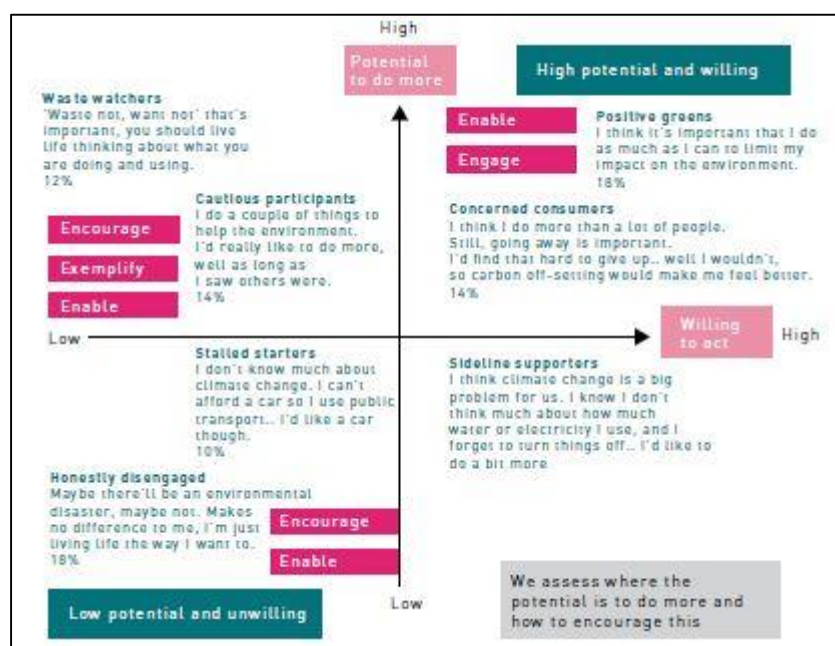 High
Potential
to do more
High potential and willing
Waste watchers
'Waste not, want not' that's
important, you should live
life thinking about what you
are doing and using.
12%
Enable
Engage
Positive greens
I think it's important that I do
as much as I can to limit my
impact on the environment.
18%
Cautious participants
I do a couple of things to
help the environment.
I'd really like to do more,
well as long as
I saw others were.
14%
Encourage
Exemplify
Enable
Concerned consumers
I think I do more than a lot of people.
Still, going away is important.
I'd find that hard to give up.. well I wouldn't,
so carbon off-setting would make me feel better.
14%
Low
Willing
to act
High
Stalled starters
I don't know much about
climate change. I can't
afford a car so I use public
transport.. I'd like a car
though.
10%
Sideline supporters
I think climate change is a big
problem for us. I know I don't
think much about how much
water or electricity I use, and I
forget to turn things off.. I'd like to
do a bit more
Honestly disengaged
Maybe there'll be an environmental
disaster, maybe not. Makes
no difference to me, I'm just
living life the way I want to.
18%
Encourage
Enable
Low potential and unwilling
Low
We assess where the
potential is to do more and
how to encourage this